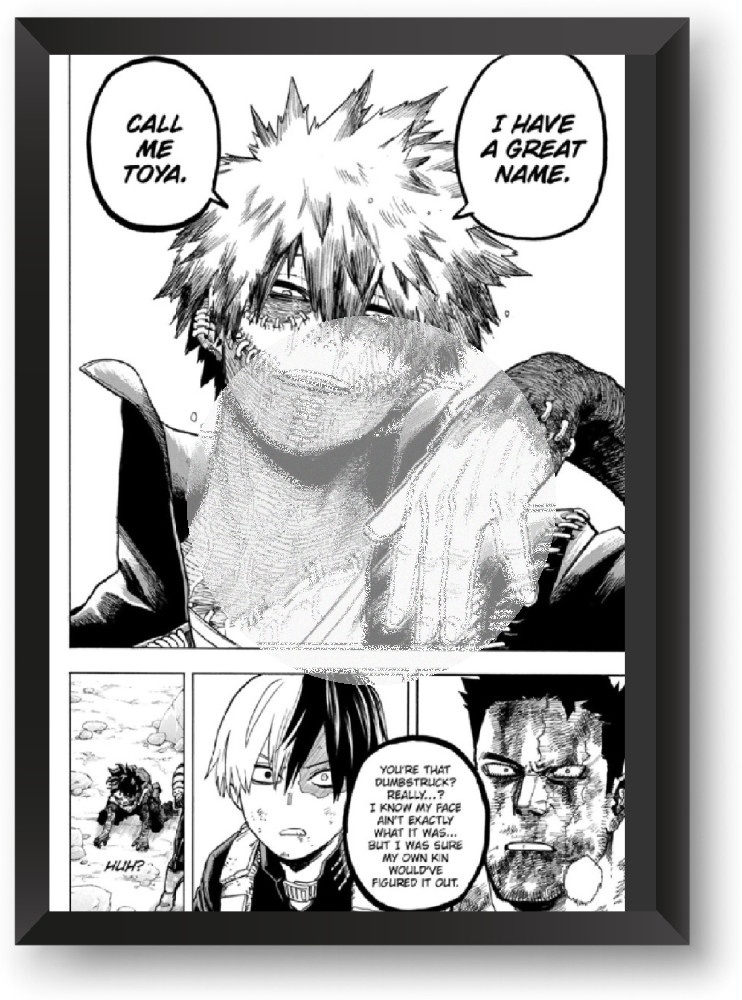 I HAVE
A GREAT
NAME.
CALL
ME
TOYA.
YOU'RE THAT
DUMBSTRUCK?
REALLY...?
I KNOW MY FACE
AIN'T EXACTLY
WHAT IT WAS...
BUT I WAS SURE
MY OWN KIN
WOULD'VE
FIGURED IT OUT.
HUH?